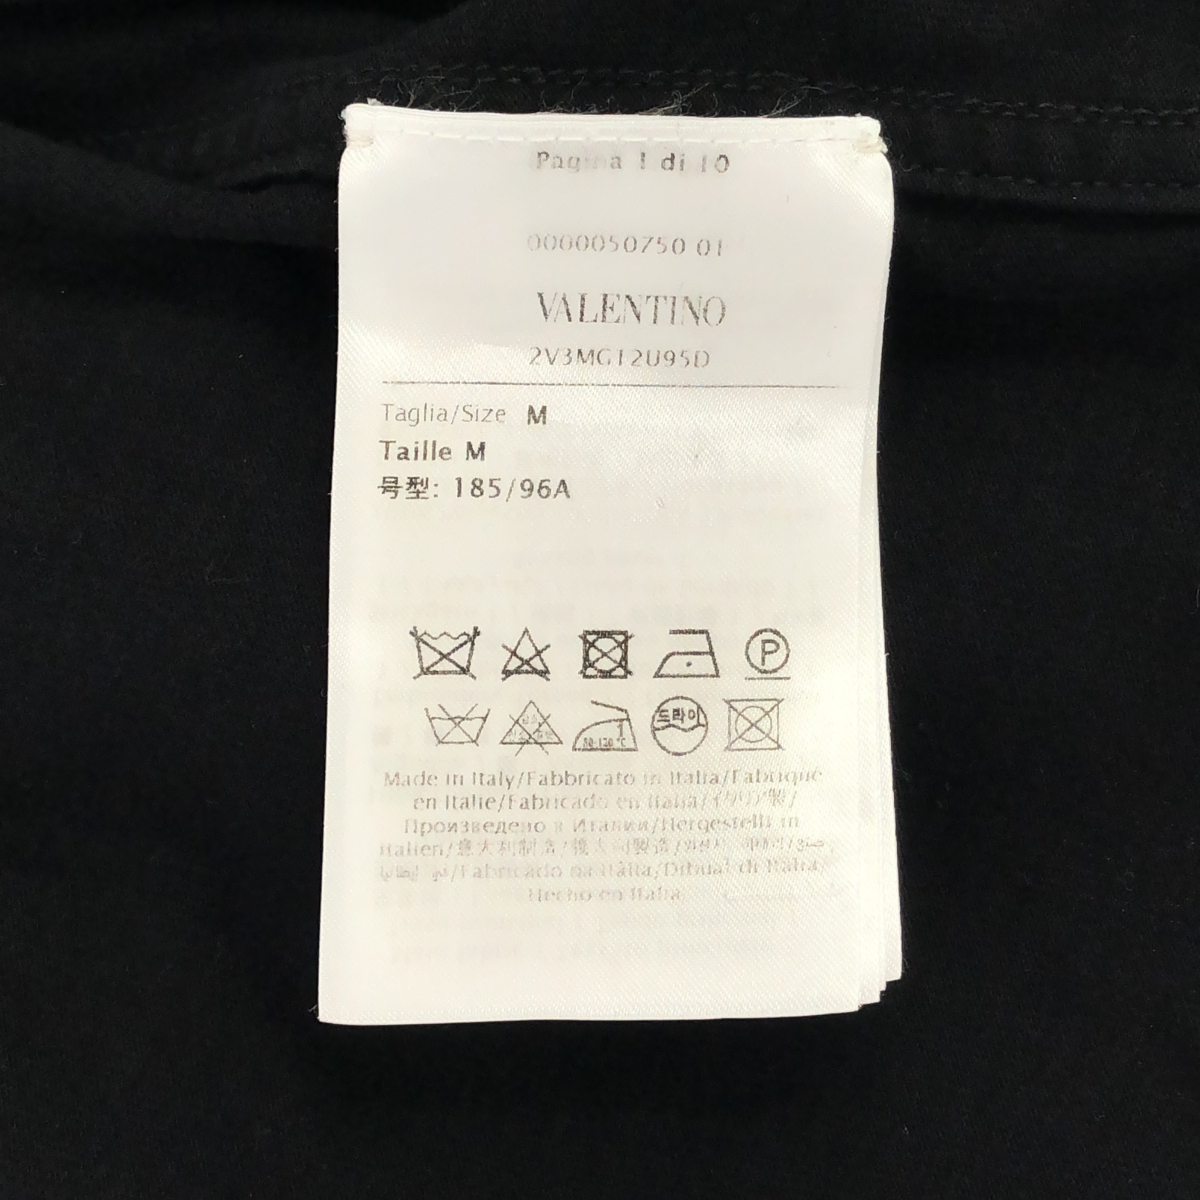 Pagina 1 di 10
0000050750 01
VALENTINO
2V3MG12U95D
Taglia/Size M
Taille M
号型: 185/96A
P
드라이
80-120℃
Made in Italy/Fabbricato in Italia/Fabriqué
en Italie/Fabricado en Italia/イタリア製/
Произведено в Италии/Hergestellt in
Italien/意大利制造/義大利製造/
/Fabricado na Itália/Dibuat di Italia/
Hecho en Italia